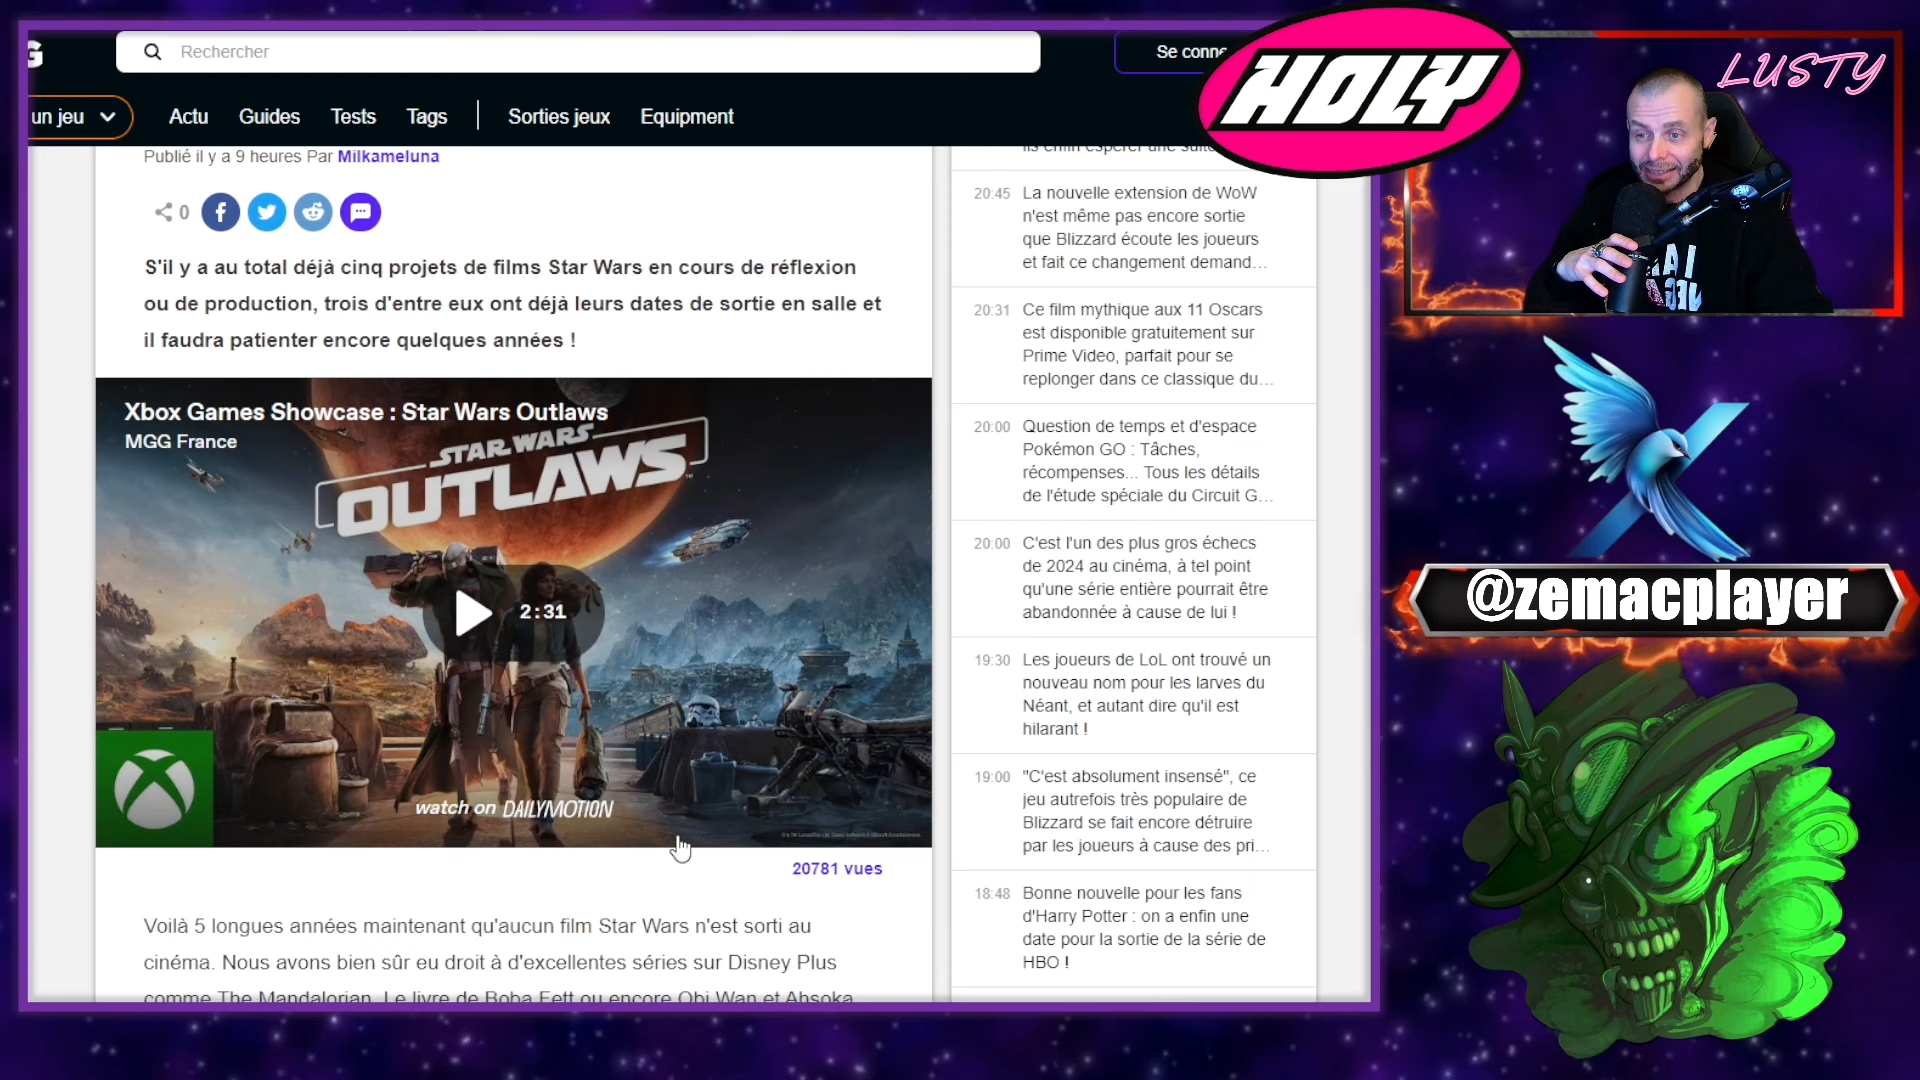 G
Rechercher
Se conne
HOLY
LUSTY
un jeu
Actu
Guides
Tests
Tags
Sorties jeux
Equipment
Publié il y a 9 heures Par Milkameluna
0
S'il y a au total déjà cinq projets de films Star Wars en cours de réflexion
ou de production, trois d'entre eux ont déjà leurs dates de sortie en salle et
il faudra patienter encore quelques années !
Xbox Games Showcase : Star Wars Outlaws
MGG France
STAR WARS
OUTLAWS
2:31
watch on DAILYMOTION
20781 vues
Voilà 5 longues années maintenant qu'aucun film Star Wars n'est sorti au
cinéma. Nous avons bien sûr eu droit à d'excellentes séries sur Disney Plus
comme The Mandalorian, Le livre de Boba Fett ou encore Obi Wan et Ahsoka
ils enfin espérer une suite
20:45 La nouvelle extension de WoW
n'est même pas encore sortie
que Blizzard écoute les joueurs
et fait ce changement demand...
20:31 Ce film mythique aux 11 Oscars
est disponible gratuitement sur
Prime Video, parfait pour se
replonger dans ce classique du...
20:00 Question de temps et d'espace
Pokémon GO : Tâches,
récompenses... Tous les détails
de l'étude spéciale du Circuit G...
20:00 C'est l'un des plus gros échecs
de 2024 au cinéma, à tel point
qu'une série entière pourrait être
abandonnée à cause de lui !
19:30 Les joueurs de LoL ont trouvé un
nouveau nom pour les larves du
Néant, et autant dire qu'il est
hilarant !
19:00 "C'est absolument insensé", ce
jeu autrefois très populaire de
Blizzard se fait encore détruire
par les joueurs à cause des pri...
18:48 Bonne nouvelle pour les fans
d'Harry Potter : on a enfin une
date pour la sortie de la série de
HBO !
@zemacplayer